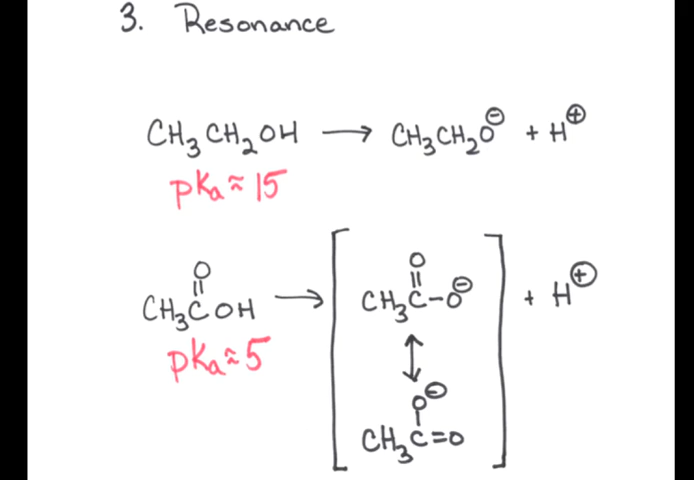 3. Resonance
CH₃CH₂OH → CH₃CH₂O⊖ + H⊕
pKa ≈ 15
O O
|| ||
CH₃COH → [ CH₃C-O⊖ ] + H⊕
pKa ≈ 5
↕
O⊖
|
CH₃C=O